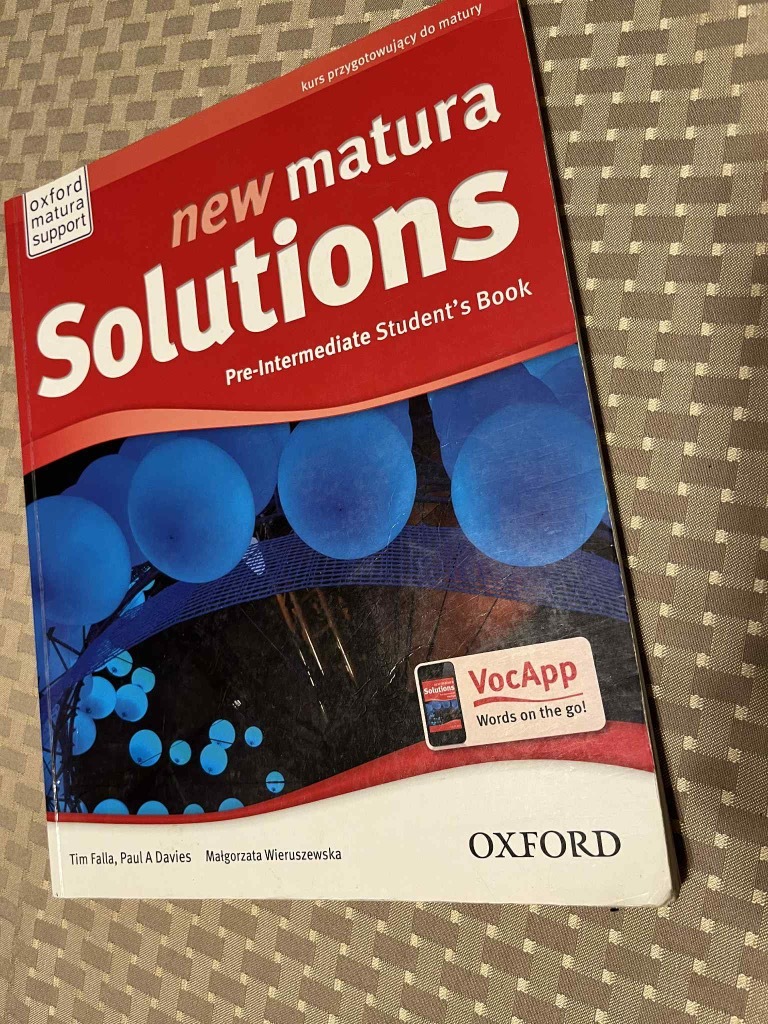 kurs przygotowujący do matury
oxford
matura
support
new matura
Solutions
Pre-Intermediate Student's Book
Solutions
VocApp
Words on the go!
Tim Falla, Paul A Davies Małgorzata Wieruszewska
OXFORD